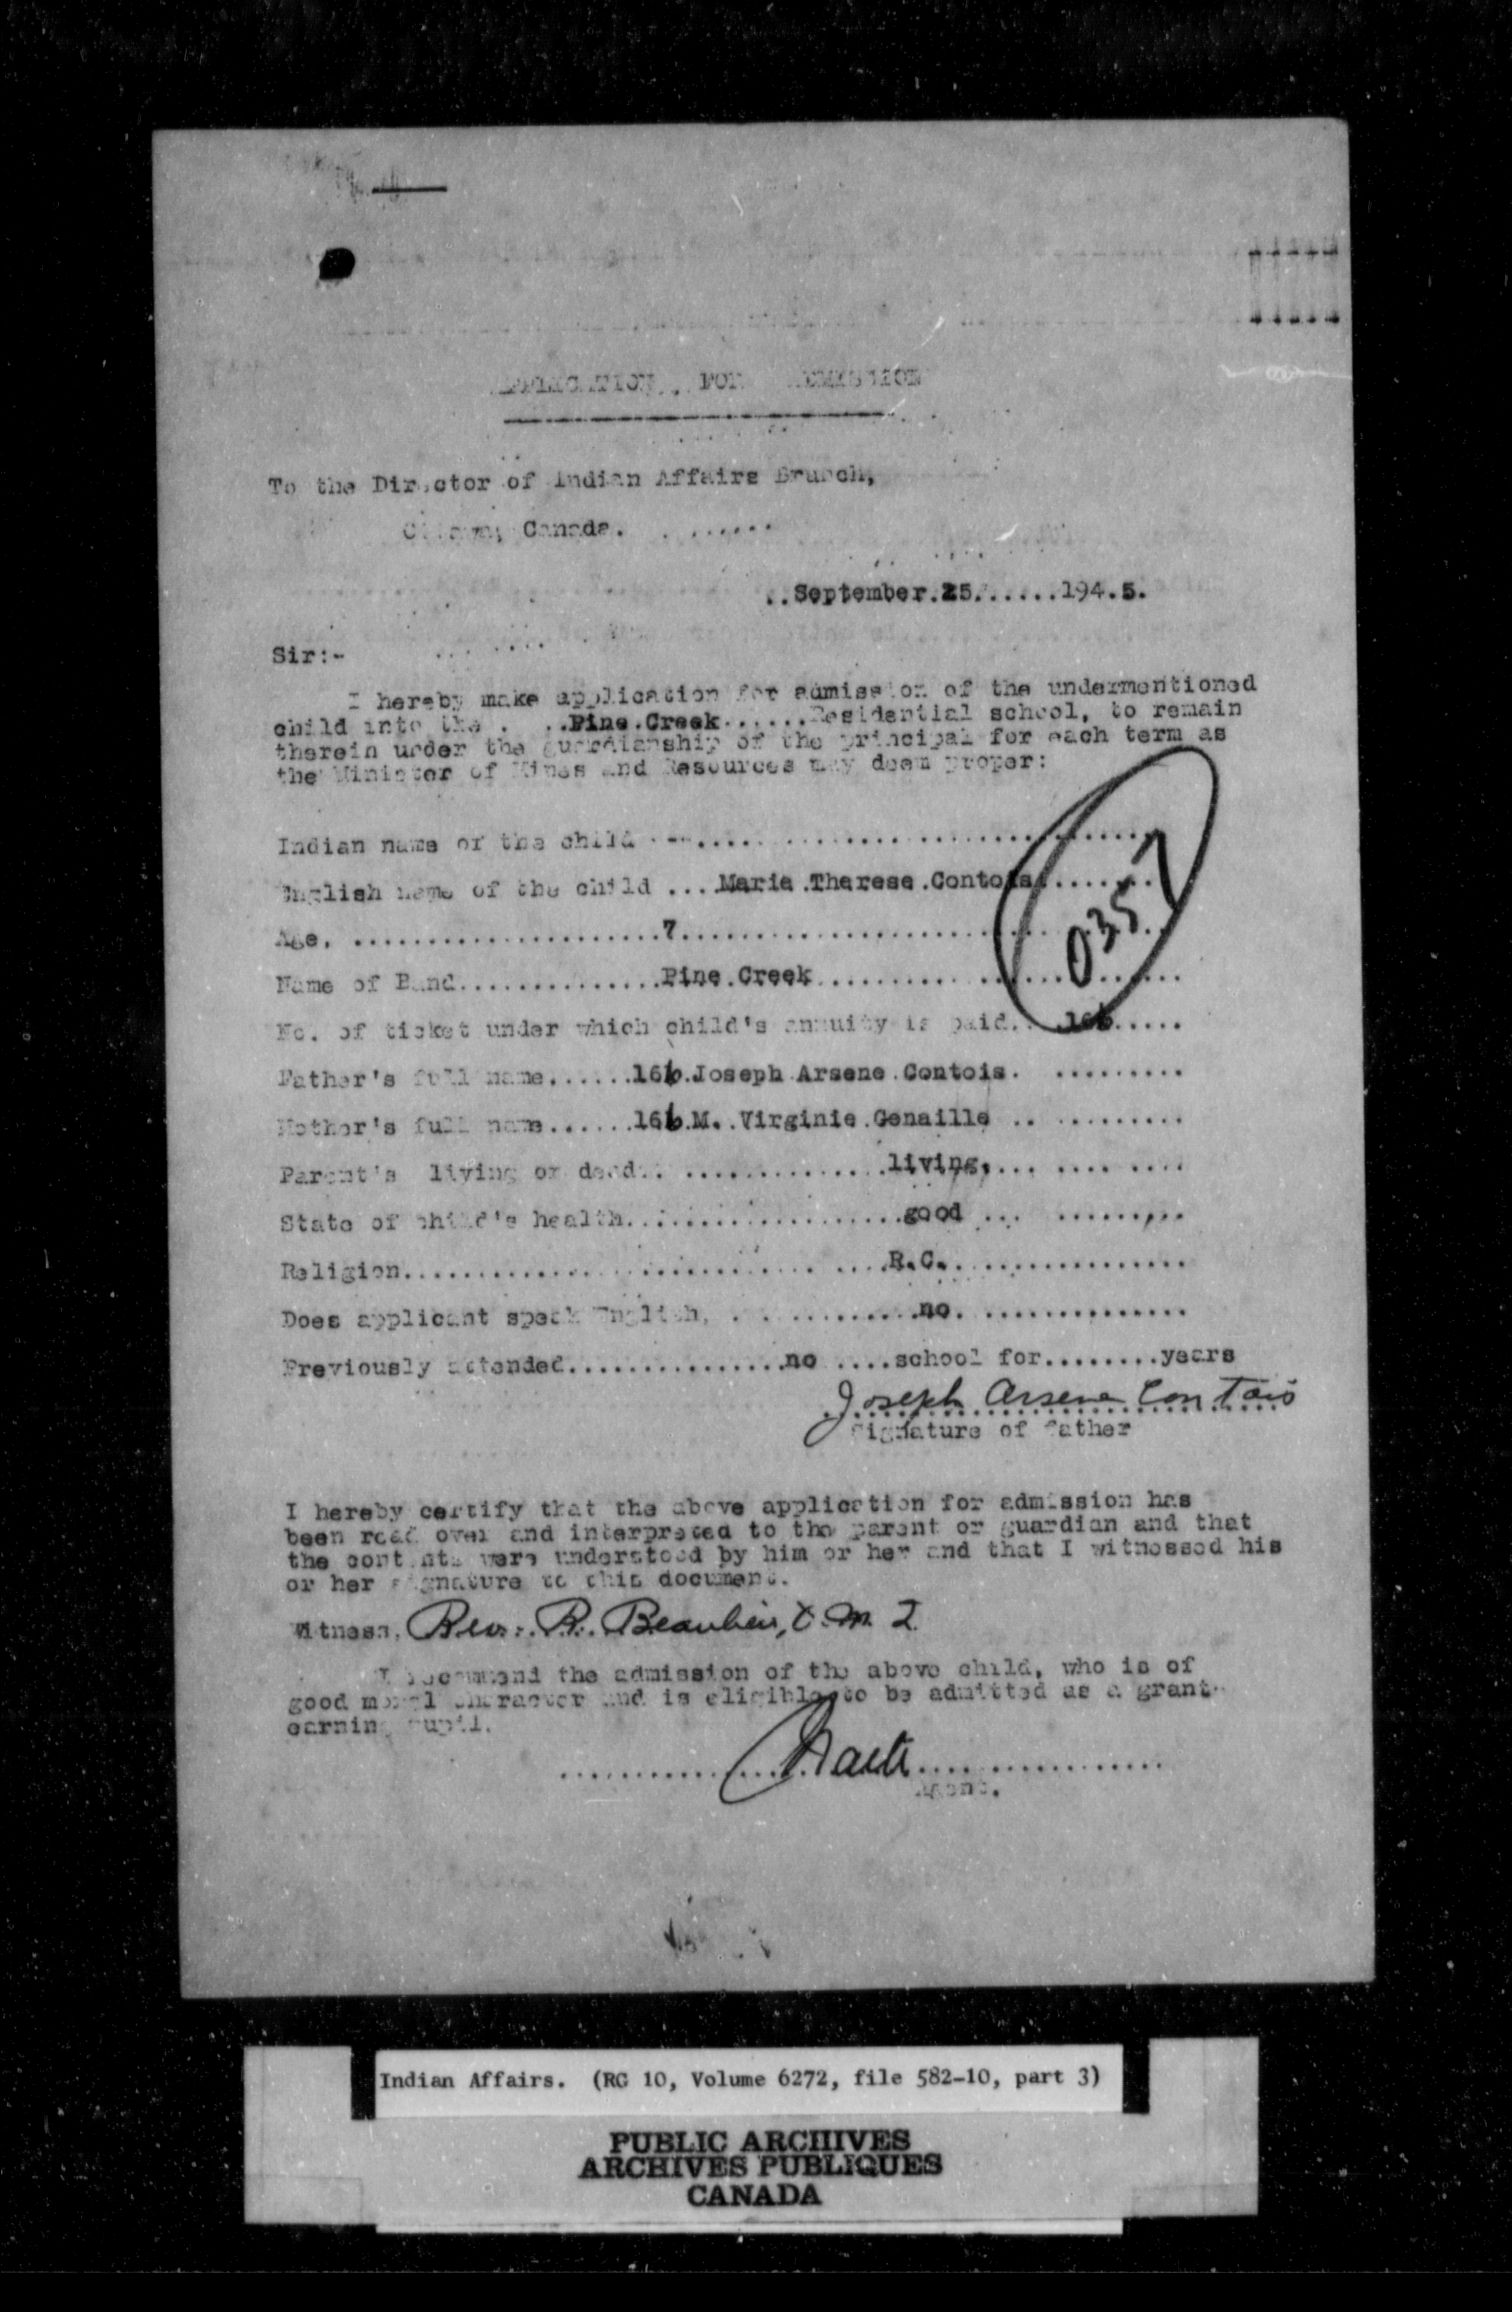 APPLICATION FOR ADMISSION
To the Director of Indian Affairs Branch,
Ottawa, Canada. .......
..September.25.......194.5.
Sir:-
I hereby make application for admission of the undermentioned
child into the . ..Pine.Creek......Residential school, to remain
therein under the guardianship of the principal for each term as
the Minister of Mines and Resources may deem proper:
Indian name of the child --..............................
English name of the child ...Marie.Therese.Contois........
035
Age. .....................7..............................
Name of Band...............Pine.Creek....................
No. of ticket under which child's annuity is paid...16b.....
Father's full name......16b.Joseph.Arsene.Contois. .........
Mother's full name......16b.M..Virginie.Genaille .. .........
Parent's living or dead.. ..............living,... .... ....
State of child's health....................good ... .........
Religion.............................. ....R.C..................
Does applicant speak English. . ............no. ...............
Previously attended...............no ....school for........years
Joseph Arsene Contois
Signature of father
I hereby certify that the above application for admission has
been read over and interpreted to the parent or guardian and that
the contents were understood by him or her and that I witnessed his
or her signature to this document.
Witness. Rev. R. Beaulieu, O.M.I.
I recommend the admission of the above child, who is of
good moral character and is eligible to be admitted as a grant-
earning pupil.
Agent.
Indian Affairs. (RG 10, Volume 6272, file 582-10, part 3)
PUBLIC ARCHIVES
ARCHIVES PUBLIQUES
CANADA